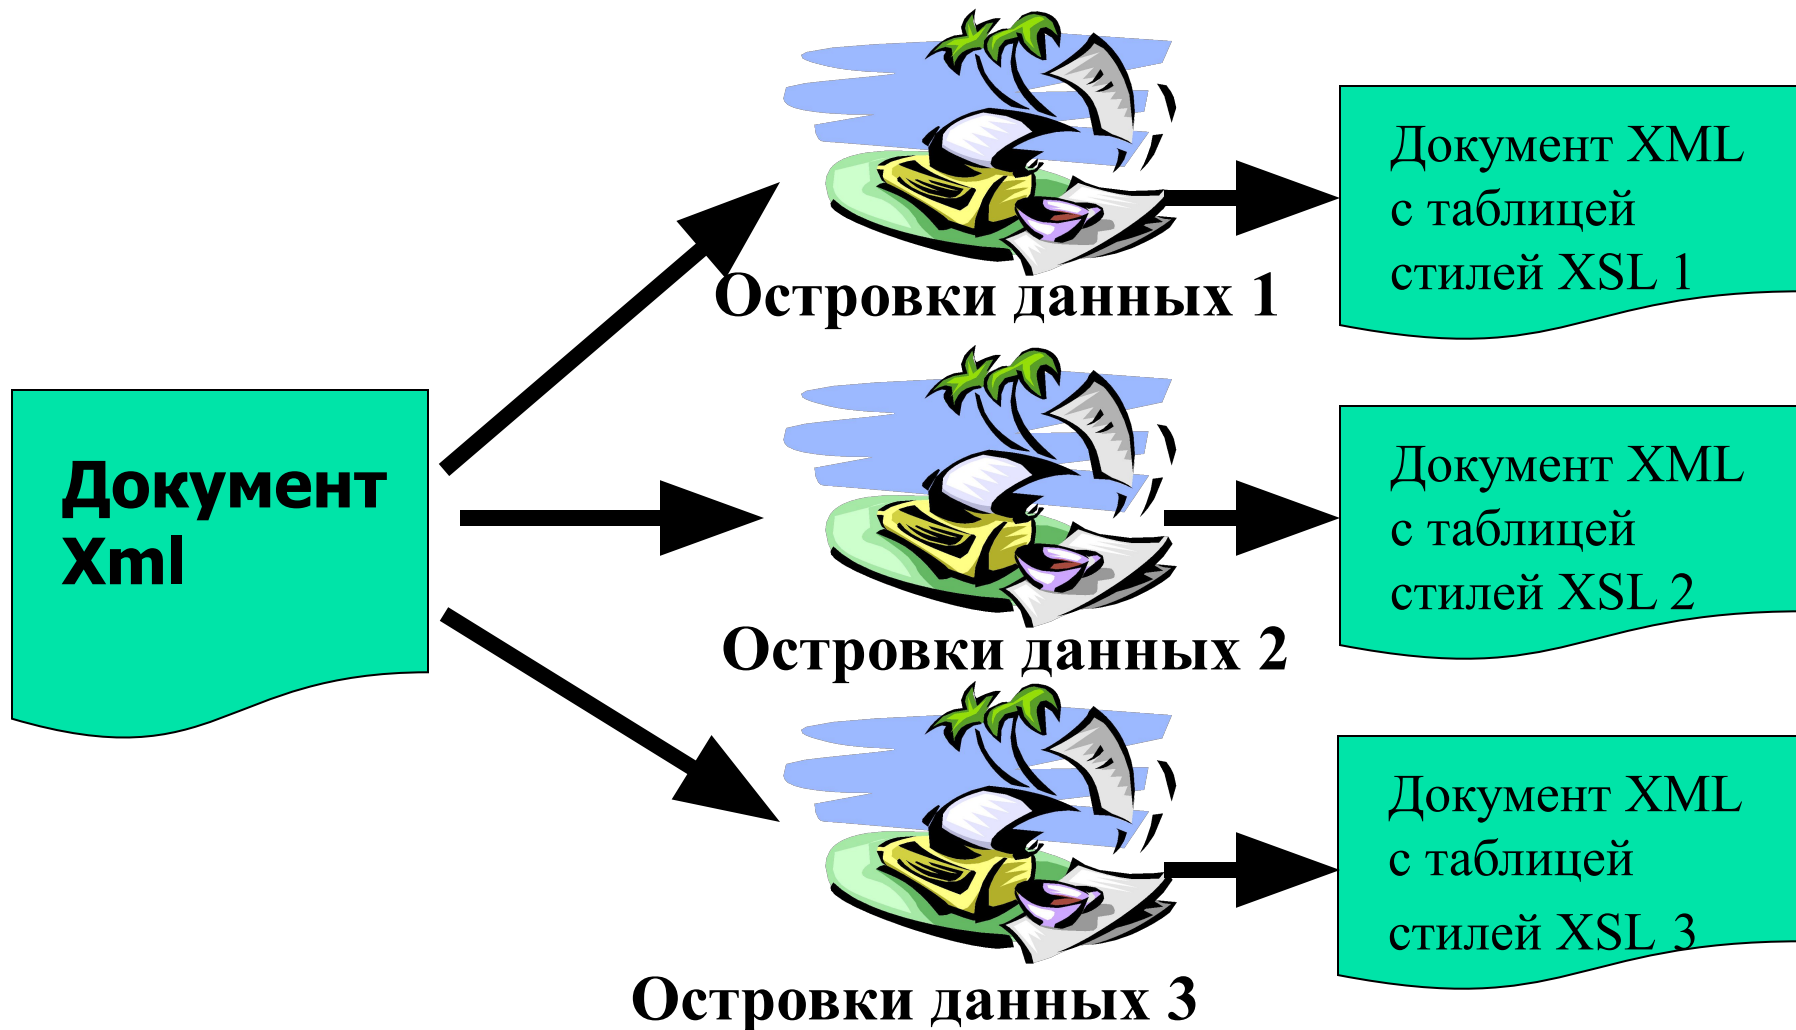 Документ
Xml
Островки данных 1
Документ XML
с таблицей
стилей XSL 1
Островки данных 2
Документ XML
с таблицей
стилей XSL 2
Островки данных 3
Документ XML
с таблицей
стилей XSL 3